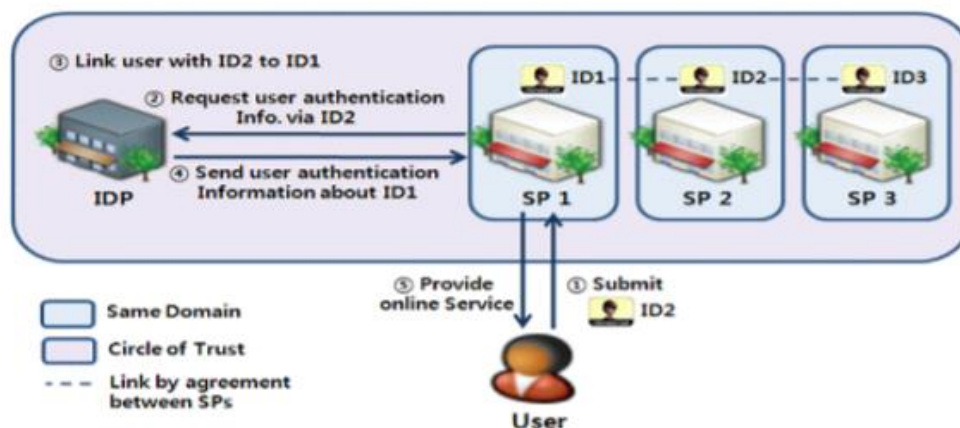 ③ Link user with ID2 to ID1
② Request user authentication
Info. via ID2
④ Send user authentication
Information about ID1
IDP
ID1
ID2
ID3
SP 1
SP 2
SP 3
⑤ Provide
online Service
① Submit
ID2
User
Same Domain
Circle of Trust
Link by agreement
between SPs